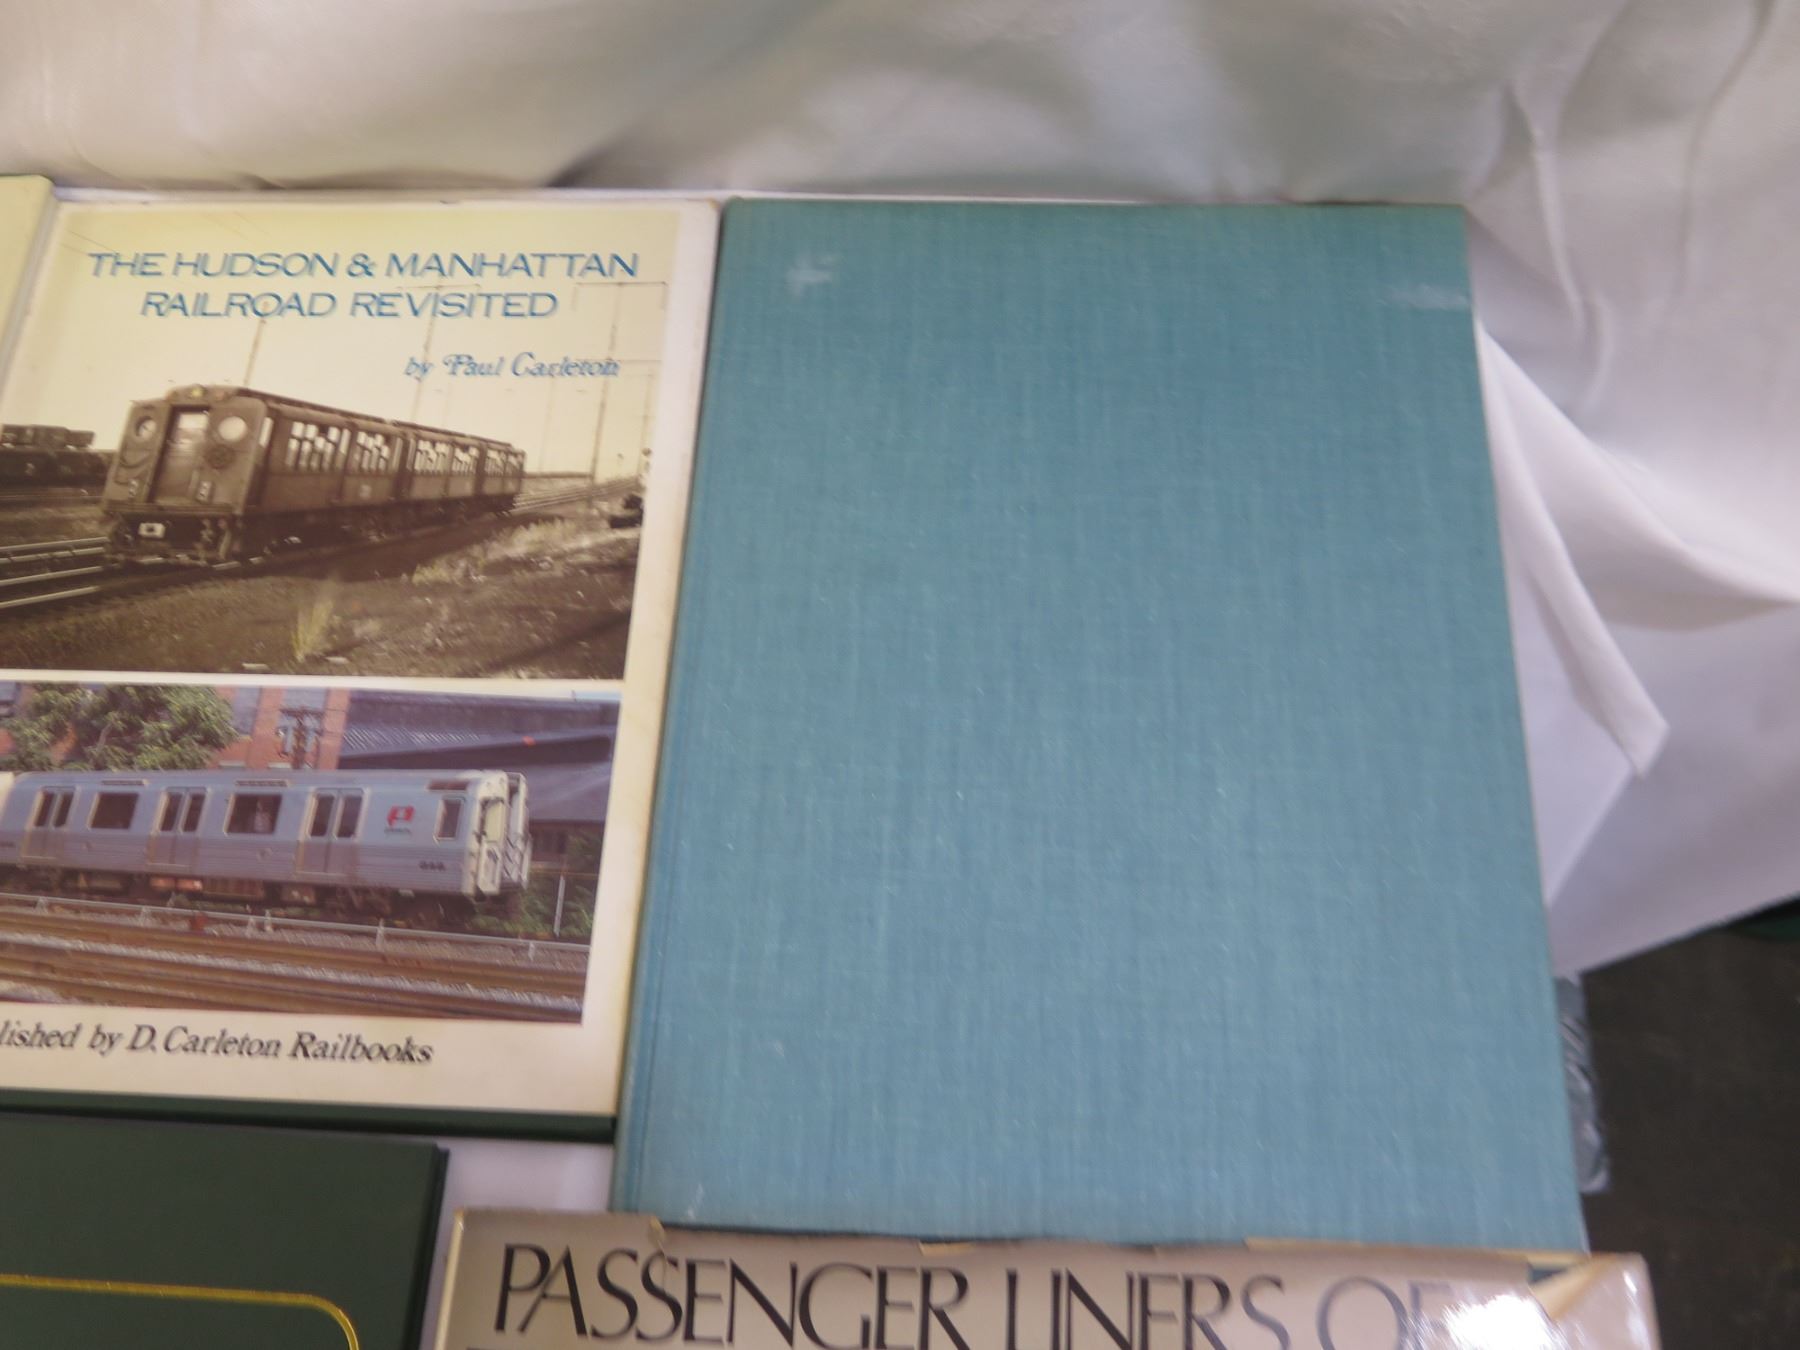 THE HUDSON & MANHATTAN
RAILROAD REVISITED
by Paul Carleton
lished by D. Carleton Railbooks
PASSENGER LINERS OF